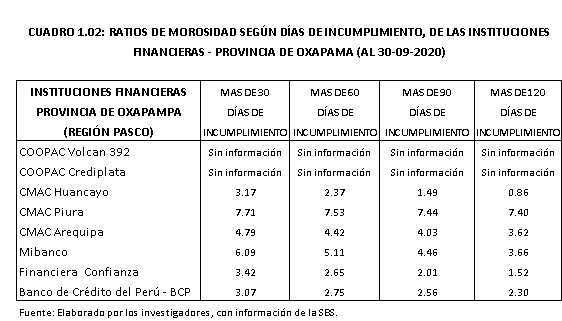 CUADRO 1.02: RATIOS DE MOROSIDAD SEGÚN DÍAS DE INCUMPLIMIENTO, DE LAS INSTITUCIONES
FINANCIERAS - PROVINCIA DE OXAPAMA (AL 30-09-2020)
INSTITUCIONES FINANCIERAS PROVINCIA DE OXAPAMPA (REGIÓN PASCO) MAS DE30 DÍAS DE INCUMPLIMIENTO MAS DE60 DÍAS DE INCUMPLIMIENTO MAS DE90 DÍAS DE INCUMPLIMIENTO MAS DE120 DÍAS DE INCUMPLIMIENTO
COOPAC Volcan 392 Sin información Sin información Sin información Sin información
COOPAC Crediplata Sin información Sin información Sin información Sin información
CMAC Huancayo 3.17 2.37 1.49 0.86
CMAC Piura 7.71 7.53 7.44 7.40
CMAC Arequipa 4.79 4.42 4.03 3.62
Mibanco 6.09 5.11 4.46 3.66
Financiera Confianza 3.42 2.65 2.01 1.52
Banco de Crédito del Perú - BCP 3.07 2.75 2.56 2.30
Fuente: Elaborado por los investigadores, con información de la SBS.